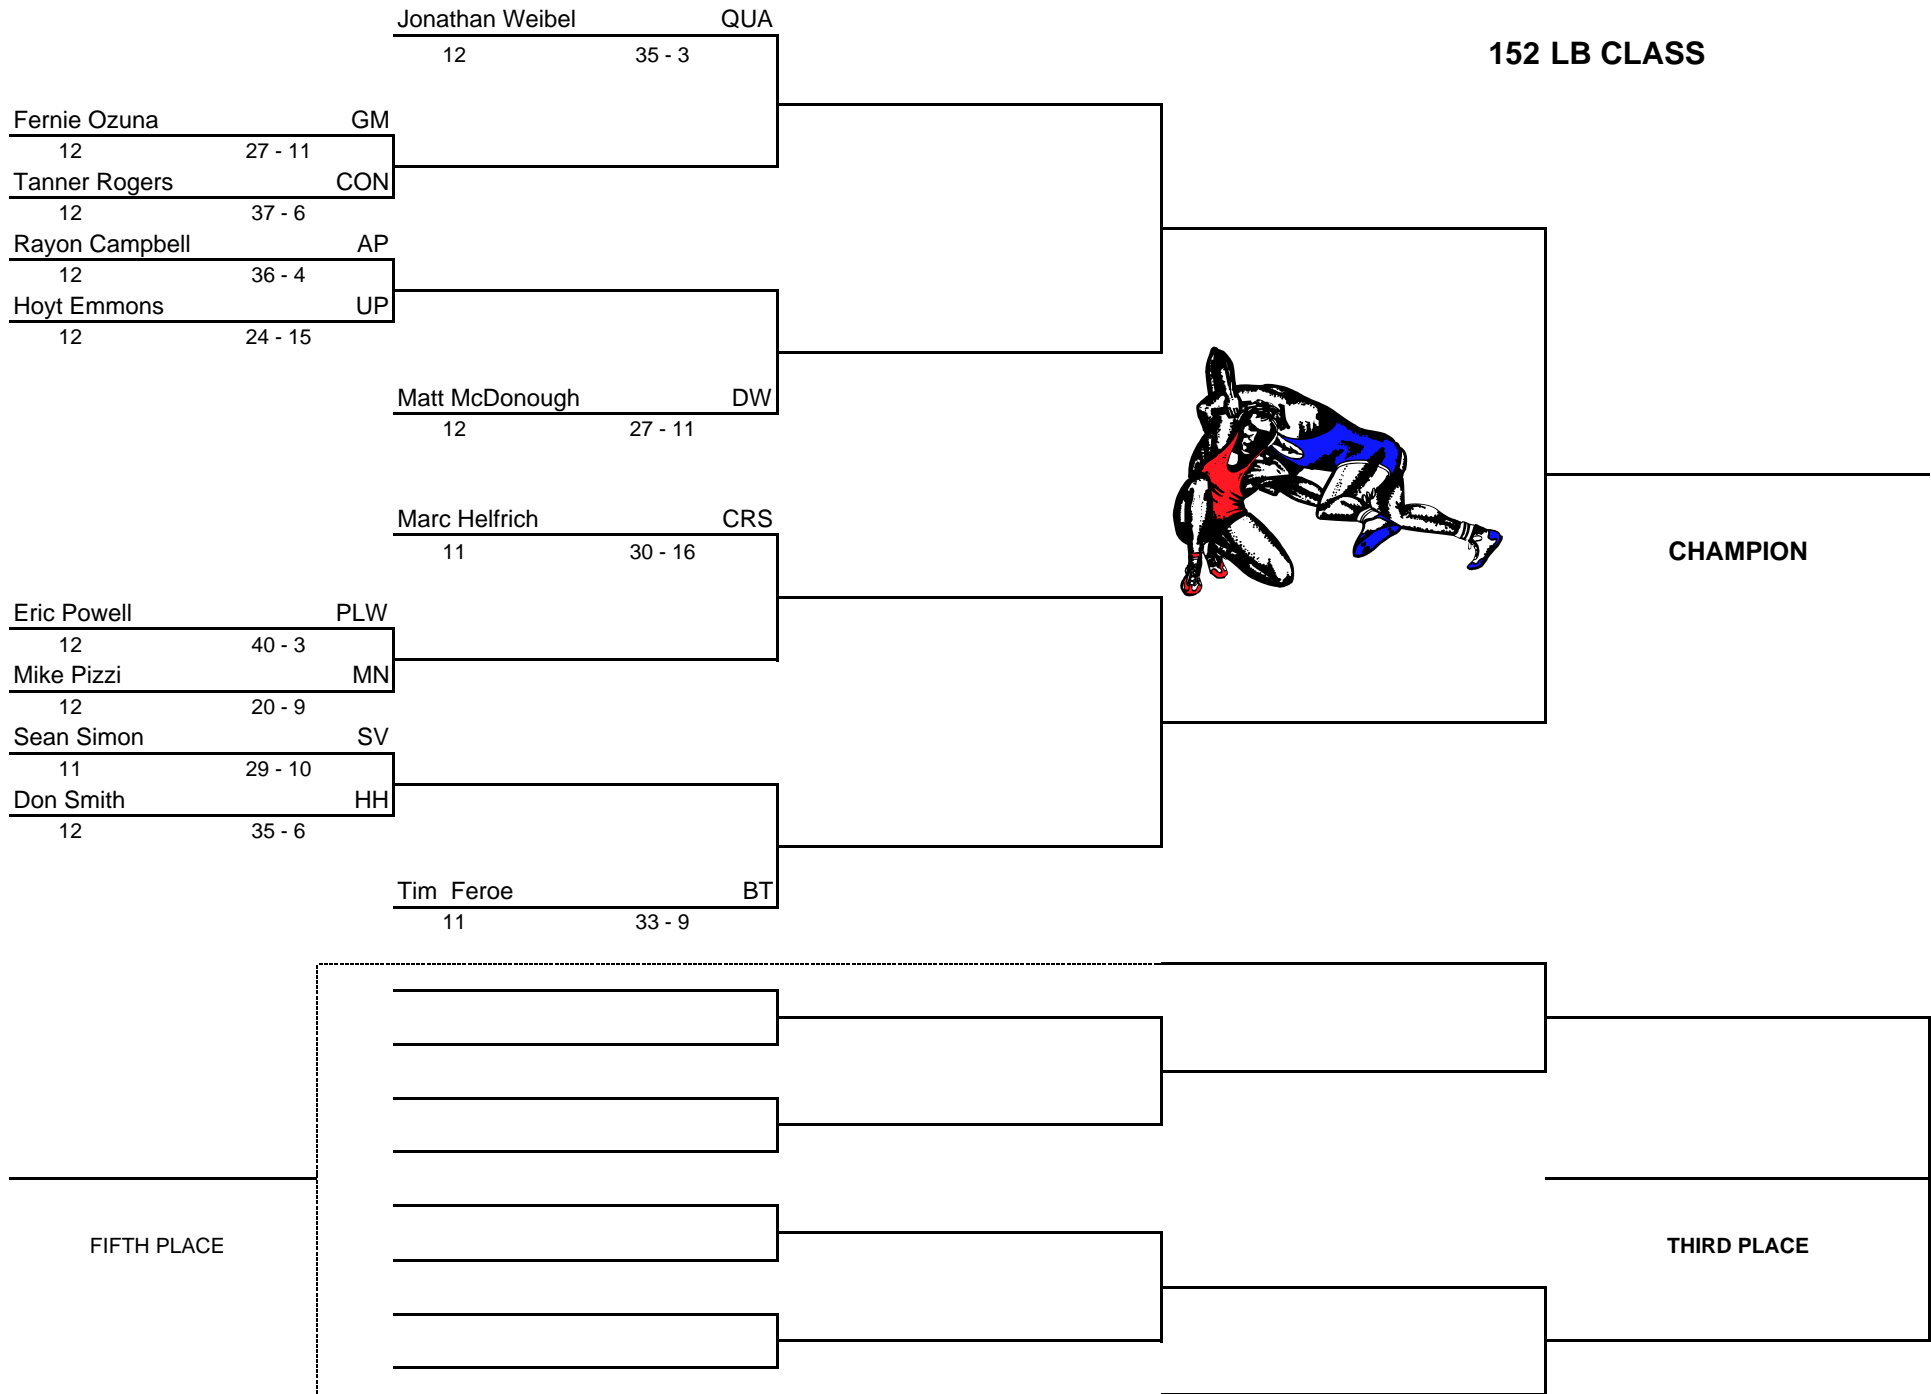 Jonathan Weibel QUA
12 35 - 3
152 LB CLASS
Fernie Ozuna GM
12 27 - 11
Tanner Rogers CON
12 37 - 6
Rayon Campbell AP
12 36 - 4
Hoyt Emmons UP
12 24 - 15
Matt McDonough DW
12 27 - 11
Marc Helfrich CRS
11 30 - 16
CHAMPION
Eric Powell PLW
12 40 - 3
Mike Pizzi MN
12 20 - 9
Sean Simon SV
11 29 - 10
Don Smith HH
12 35 - 6
Tim  Feroe BT
11 33 - 9
FIFTH PLACE
THIRD PLACE